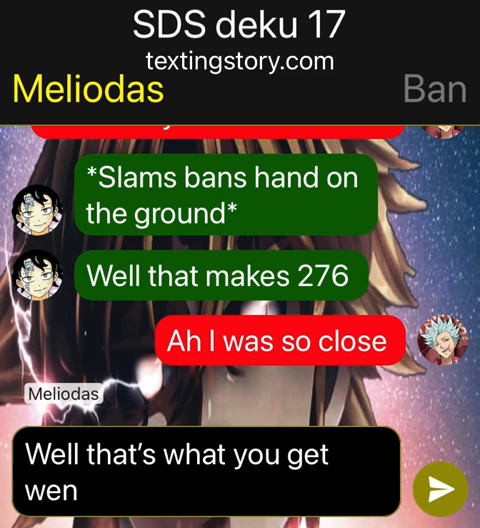 SDS deku 17
textingstory.com
Meliodas
Ban
*Slams bans hand on
the ground*
Well that makes 276
Ah I was so close
Meliodas
Well that's what you get
wen